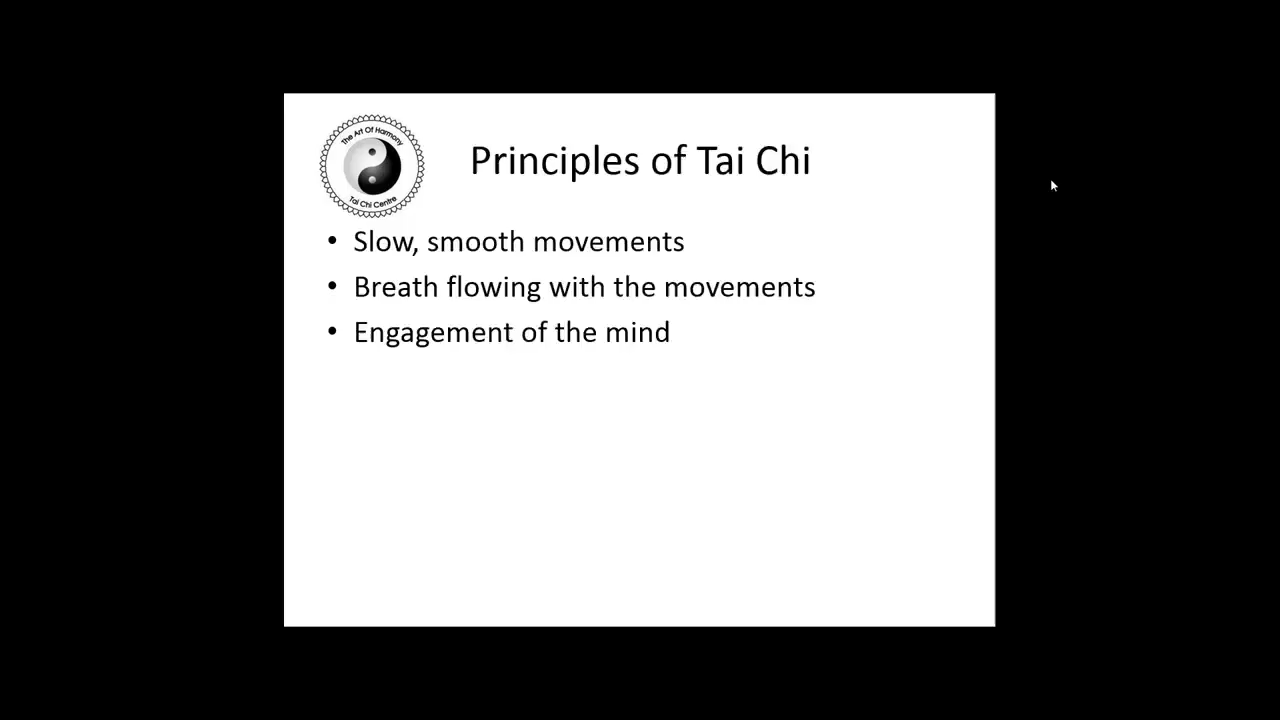 The Art Of Harmony
Tai Chi Centre
Principles of Tai Chi
• Slow, smooth movements
• Breath flowing with the movements
• Engagement of the mind